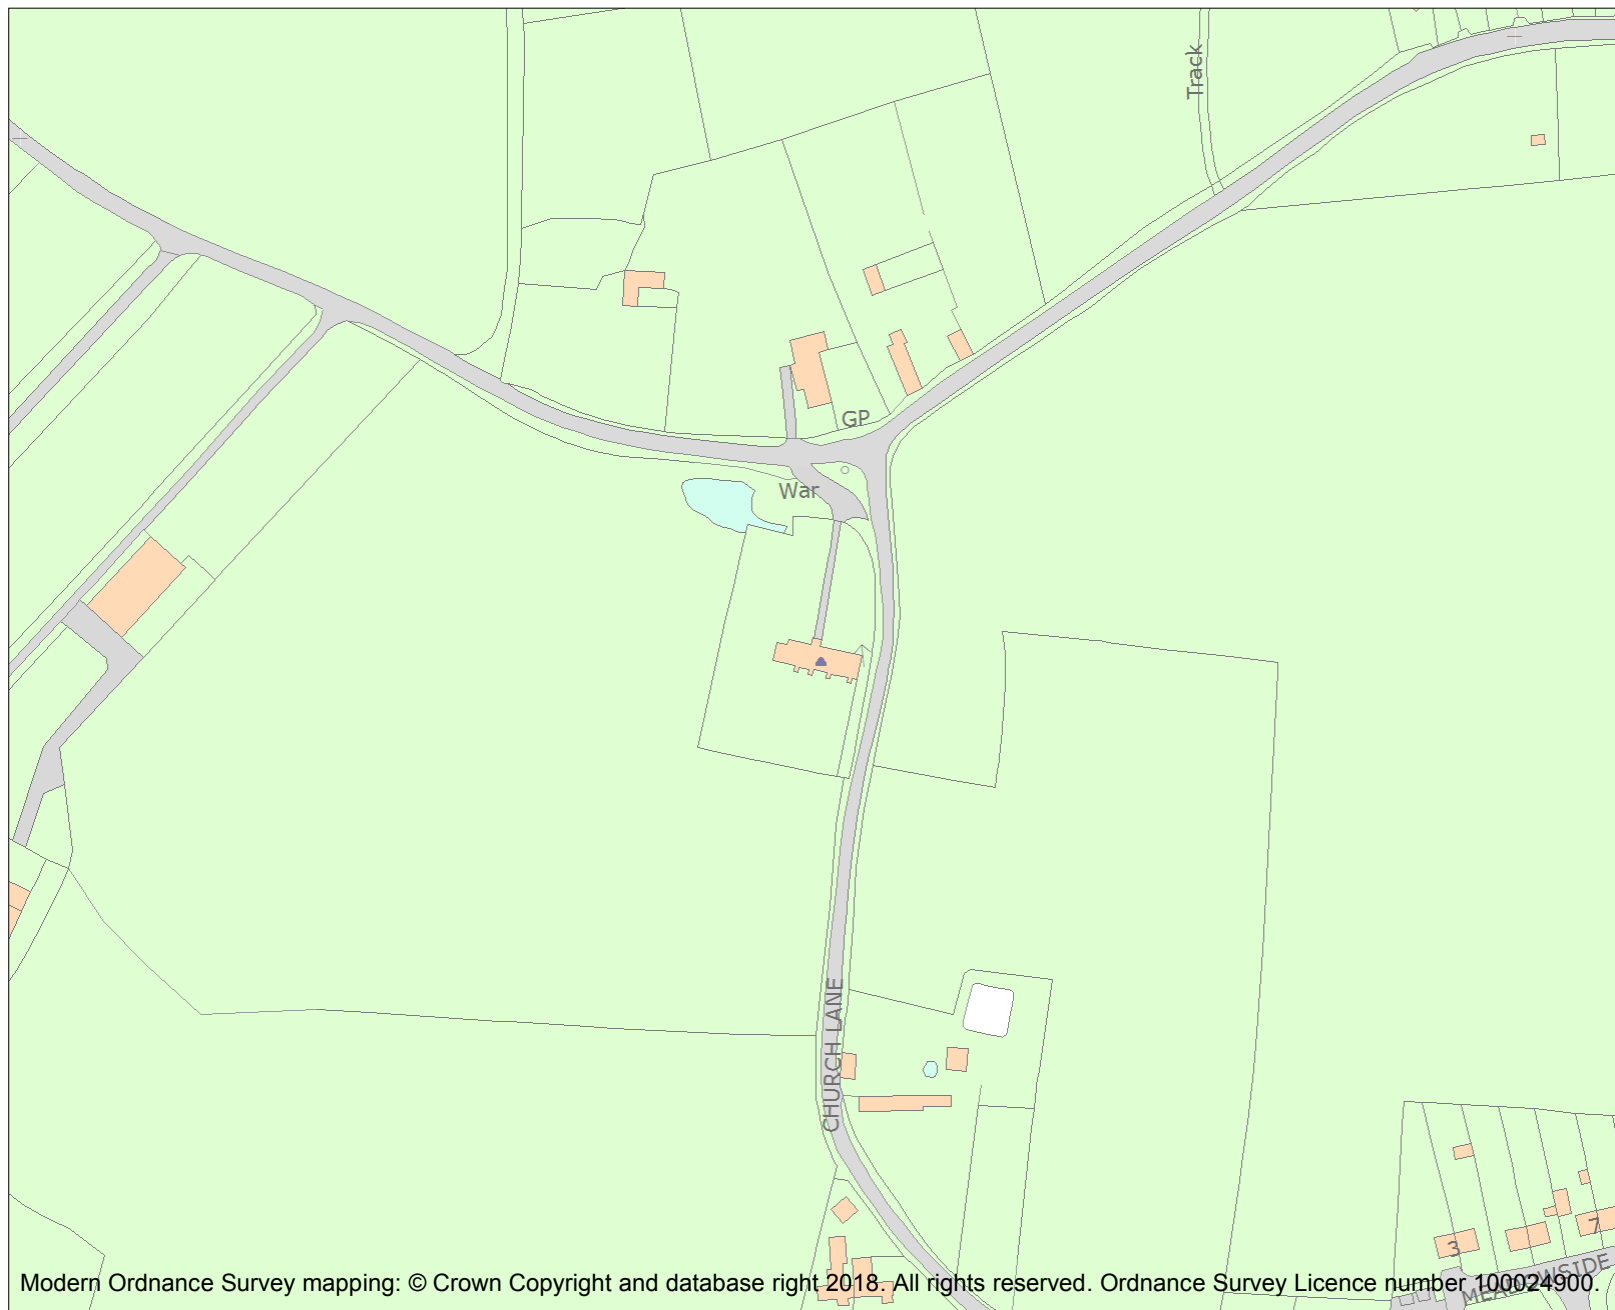 Track
GP
War
CHURCH LANE
3
7
MEADOWSIDE
Modern Ordnance Survey mapping: © Crown Copyright and database right 2018. All rights reserved. Ordnance Survey Licence number 100024900.